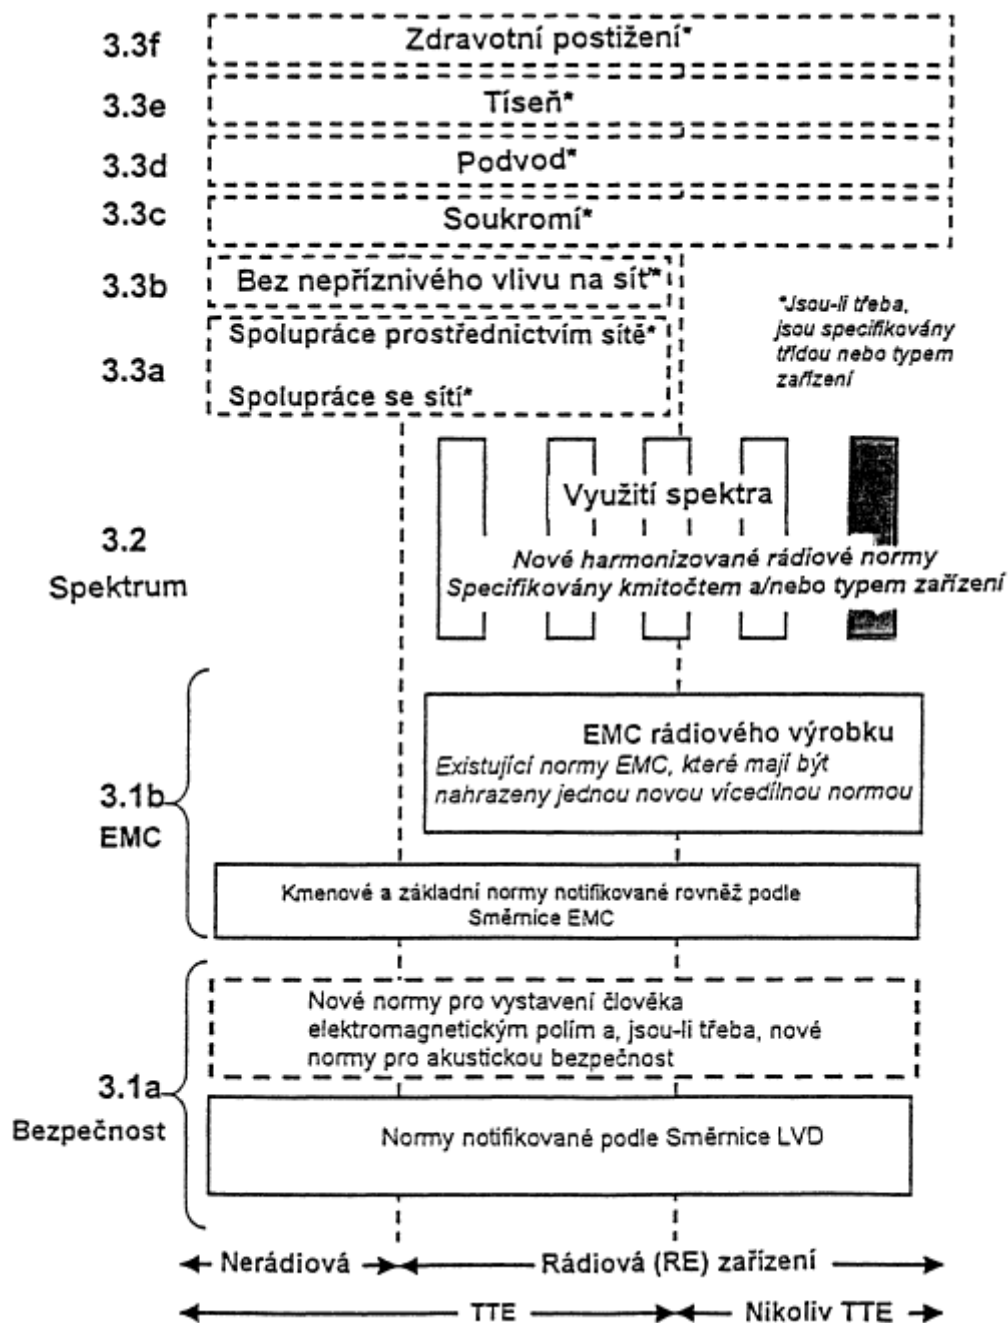 3.3f
Zdravotní postižení*
3.3e
Tíseň*
3.3d
Podvod*
3.3c
Soukromí*
3.3b
Bez nepříznivého vlivu na síť*
3.3a
Spolupráce prostřednictvím sítě*
Spolupráce se sítí*
*Jsou-li třeba,
jsou specifikovány
třídou nebo typem
zařízení
3.2
Spektrum
Využití spektra
Nové harmonizované rádiové normy
Specifikovány kmitočtem a/nebo typem zařízení
3.1b
EMC
EMC rádiového výrobku
Existující normy EMC, které mají být
nahrazeny jednou novou vícedílnou normou
Kmenové a základní normy notifikované rovněž podle
Směrnice EMC
3.1a
Bezpečnost
Nové normy pro vystavení člověka
elektromagnetickým polím a, jsou-li třeba, nové
normy pro akustickou bezpečnost
Normy notifikované podle Směrnice LVD
Nerádiová
Rádiová (RE) zařízení
TTE
Nikoliv TTE